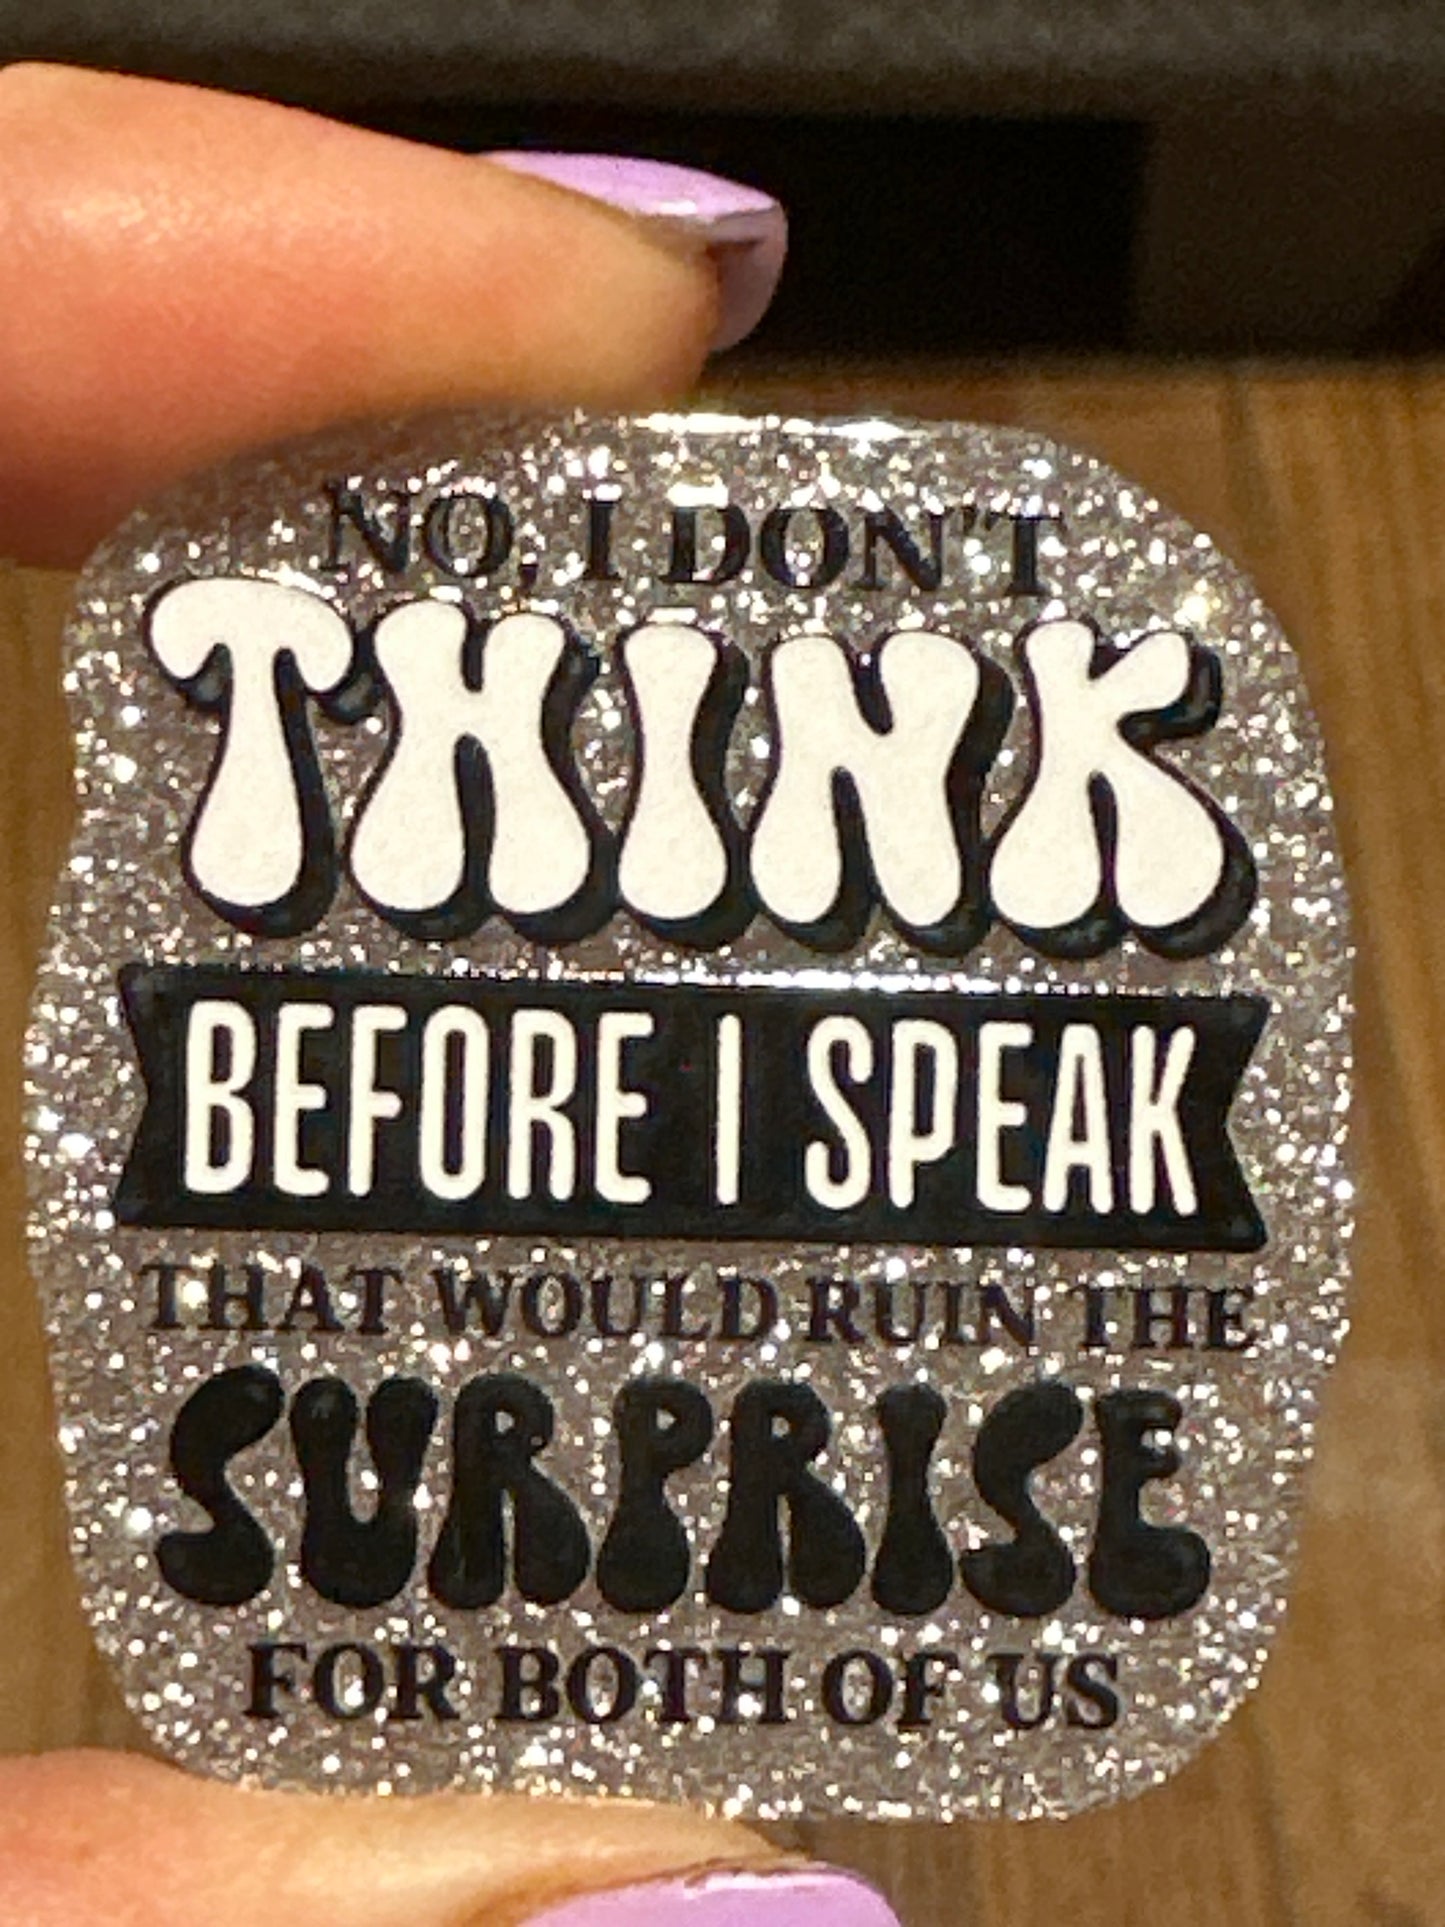 NO, I DON"T
THINK
BEFORE I SPEAK
THAT WOULD RUIN THE
SURPRISE
FOR BOTH OF US